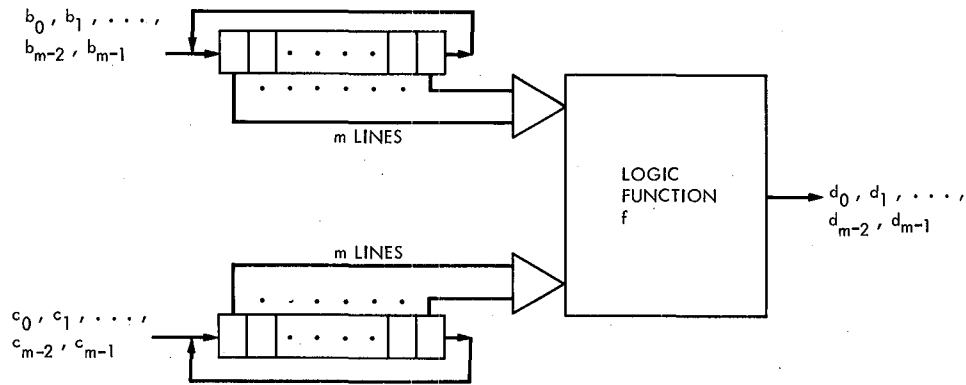 b₀ , b₁ , . . . ,
bₘ₋₂ , bₘ₋₁
m LINES
LOGIC
FUNCTION
f
d₀ , d₁ , . . . ,
dₘ₋₂ , dₘ₋₁
m LINES
c₀ , c₁ , . . . ,
cₘ₋₂ , cₘ₋₁